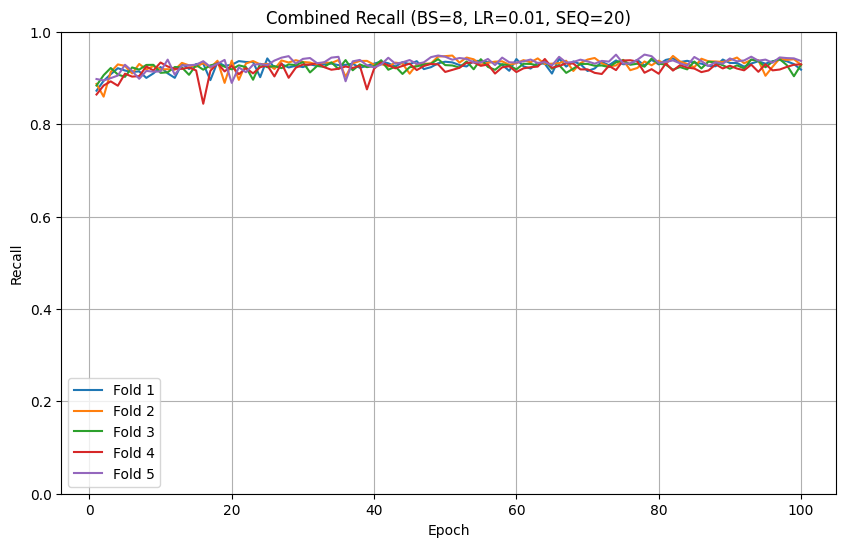 Combined Recall (BS=8, LR=0.01, SEQ=20)
1.0
0.8
0.6
0.4
0.2
0.0
Recall
Fold 1
Fold 2
Fold 3
Fold 4
Fold 5
0 20 40 60 80 100
Epoch